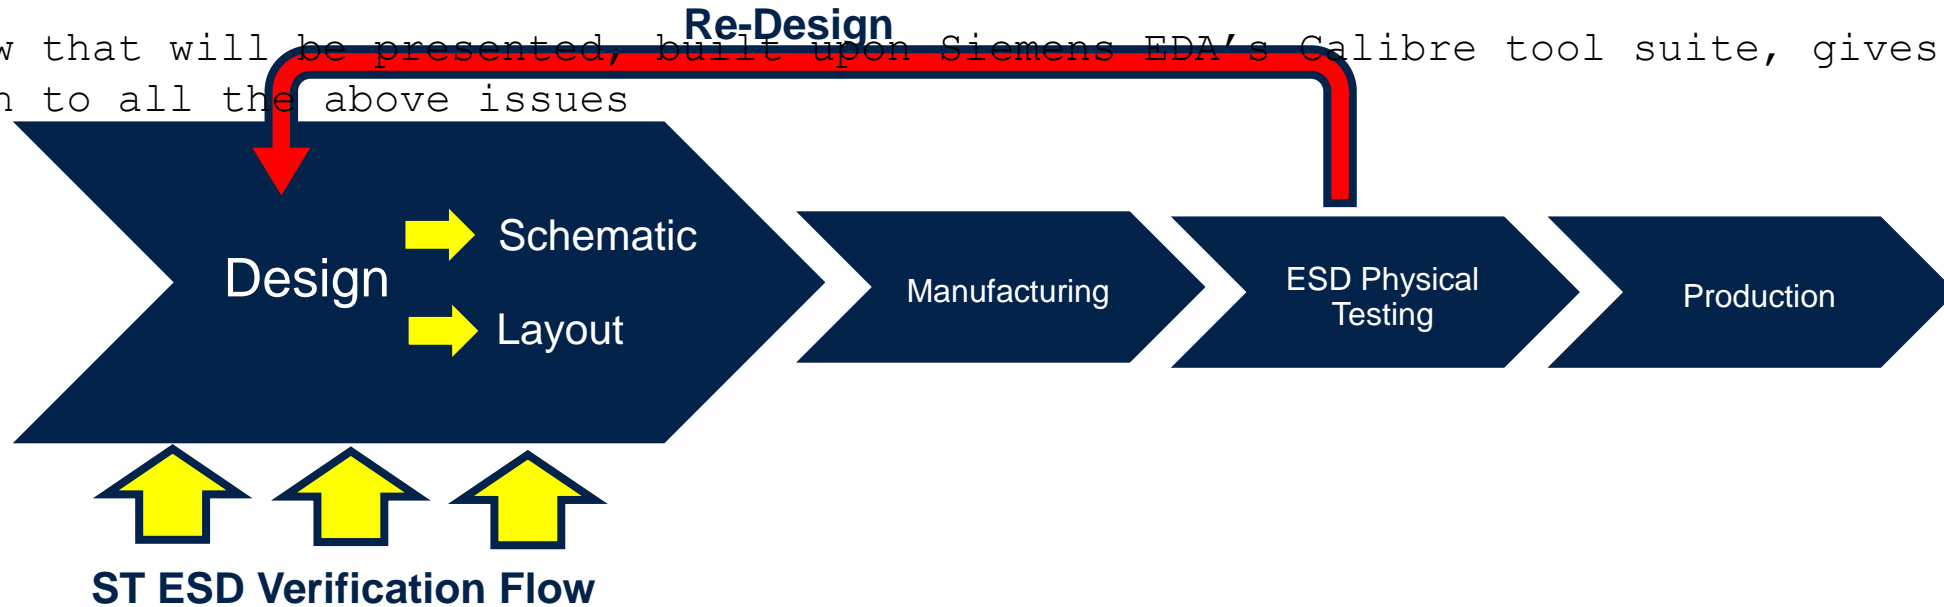 Re-Design
w that will be presented, built upon Siemens EDA's Calibre tool suite, gives
n to all the above issues
Design
Schematic
Layout
Manufacturing
ESD Physical
Testing
Production
ST ESD Verification Flow